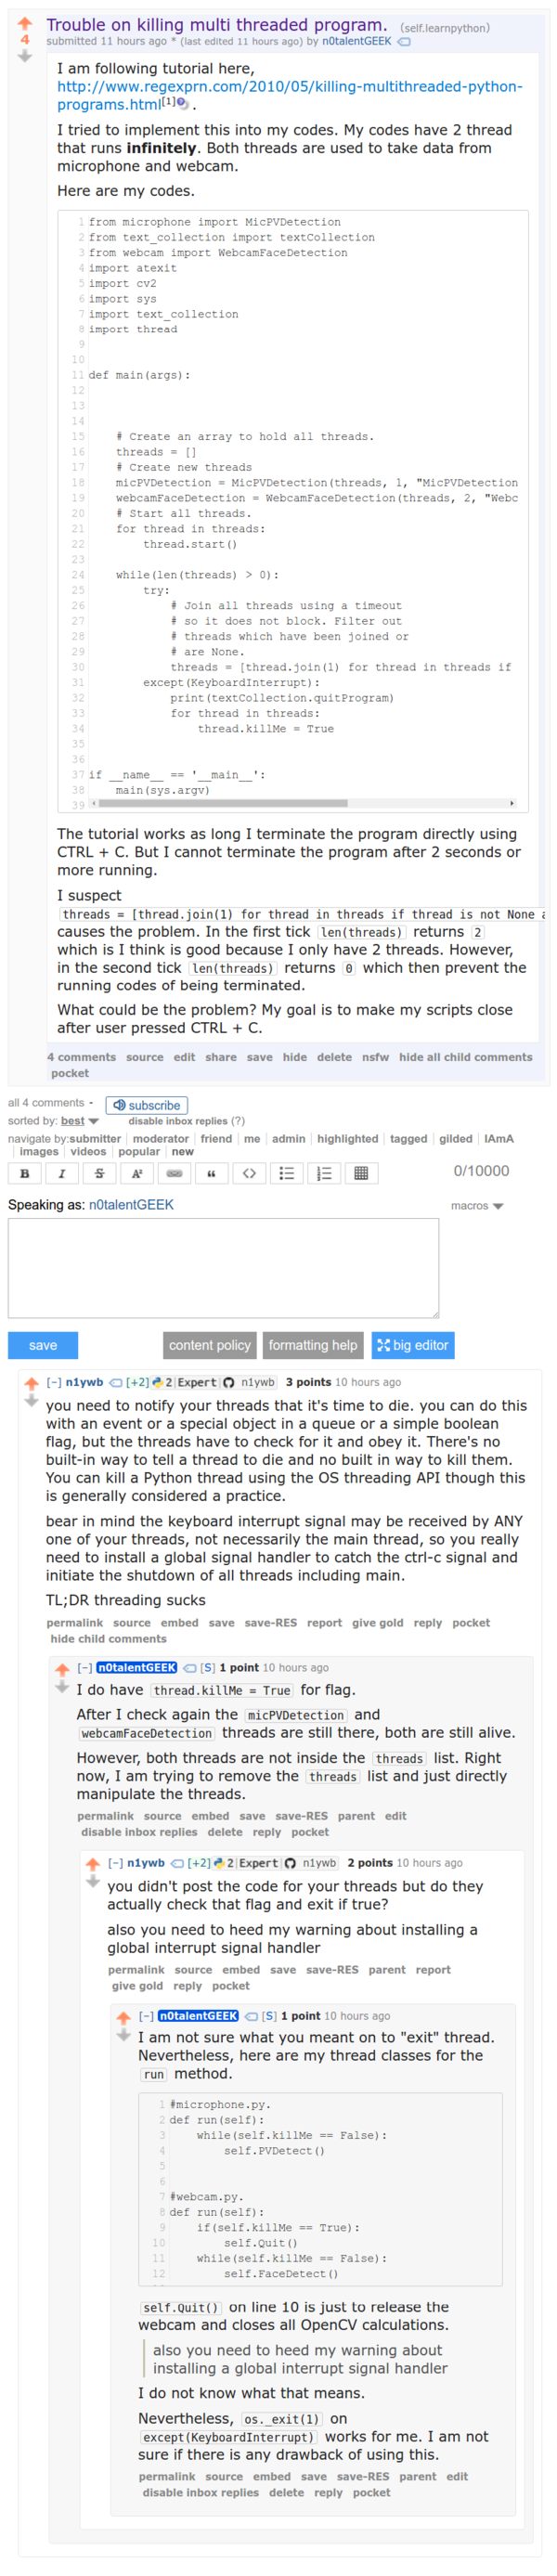 Trouble on killing multi threaded program. (self.learnpython)
4
submitted 11 hours ago * (last edited 11 hours ago) by n0talentGEEK
I am following tutorial here,
http://www.regexprn.com/2010/05/killing-multithreaded-python-
programs.html[1] .
I tried to implement this into my codes. My codes have 2 thread
that runs infinitely. Both threads are used to take data from
microphone and webcam.
Here are my codes.
1 from microphone import MicPVDetection
2 from text_collection import textCollection
3 from webcam import WebcamFaceDetection
4 import atexit
5 import cv2
6 import sys
7 import text_collection
8 import thread
9
10
11 def main(args):
12
13
14
15 # Create an array to hold all threads.
16 threads = []
17 # Create new threads
18 micPVDetection = MicPVDetection(threads, 1, "MicPVDetection
19 webcamFaceDetection = WebcamFaceDetection(threads, 2, "Webc
20 # Start all threads.
21 for thread in threads:
22 thread.start()
23
24 while(len(threads) > 0):
25 try:
26 # Join all threads using a timeout
27 # so it does not block. Filter out
28 # threads which have been joined or
29 # are None.
30 threads = [thread.join(1) for thread in threads if
31 except(KeyboardInterrupt):
32 print(textCollection.quitProgram)
33 for thread in threads:
34 thread.killMe = True
35
36
37 if __name__ == '__main__':
38 main(sys.argv)
39
The tutorial works as long I terminate the program directly using
CTRL + C. But I cannot terminate the program after 2 seconds or
more running.
I suspect
threads = [thread.join(1) for thread in threads if thread is not None a
causes the problem. In the first tick len(threads) returns 2
which is I think is good because I only have 2 threads. However,
in the second tick len(threads) returns 0 which then prevent the
running codes of being terminated.
What could be the problem? My goal is to make my scripts close
after user pressed CTRL + C.
4 comments source edit share save hide delete nsfw hide all child comments
pocket
all 4 comments - subscribe
sorted by: best disable inbox replies (?)
navigate by:submitter | moderator | friend | me | admin | highlighted | tagged | gilded | IAmA
| images | videos | popular | new
B I S A² “ <> 0/10000
Speaking as: n0talentGEEK macros
save content policy formatting help big editor
[–] n1ywb [+2] 2|Expert n1ywb 3 points 10 hours ago
you need to notify your threads that it's time to die. you can do this
with an event or a special object in a queue or a simple boolean
flag, but the threads have to check for it and obey it. There's no
built-in way to tell a thread to die and no built in way to kill them.
You can kill a Python thread using the OS threading API though this
is generally considered a practice.
bear in mind the keyboard interrupt signal may be received by ANY
one of your threads, not necessarily the main thread, so you really
need to install a global signal handler to catch the ctrl-c signal and
initiate the shutdown of all threads including main.
TL;DR threading sucks
permalink source embed save save-RES report give gold reply pocket
hide child comments
[–] n0talentGEEK [S] 1 point 10 hours ago
I do have thread.killMe = True for flag.
After I check again the micPVDetection and
webcamFaceDetection threads are still there, both are still alive.
However, both threads are not inside the threads list. Right
now, I am trying to remove the threads list and just directly
manipulate the threads.
permalink source embed save save-RES parent edit
disable inbox replies delete reply pocket
[–] n1ywb [+2] 2|Expert n1ywb 2 points 10 hours ago
you didn't post the code for your threads but do they
actually check that flag and exit if true?
also you need to heed my warning about installing a
global interrupt signal handler
permalink source embed save save-RES parent report
give gold reply pocket
[–] n0talentGEEK [S] 1 point 10 hours ago
I am not sure what you meant on to "exit" thread.
Nevertheless, here are my thread classes for the
run method.
1 #microphone.py.
2 def run(self):
3 while(self.killMe == False):
4 self.PVDetect()
5
6
7 #webcam.py.
8 def run(self):
9 if(self.killMe == True):
10 self.Quit()
11 while(self.killMe == False):
12 self.FaceDetect()
self.Quit() on line 10 is just to release the
webcam and closes all OpenCV calculations.
also you need to heed my warning about
installing a global interrupt signal handler
I do not know what that means.
Nevertheless, os._exit(1) on
except(KeyboardInterrupt) works for me. I am not
sure if there is any drawback of using this.
permalink source embed save save-RES parent edit
disable inbox replies delete reply pocket